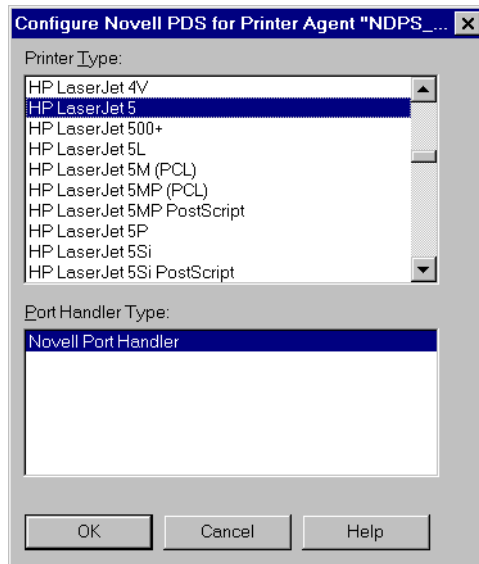 Configure Novell PDS for Printer Agent "NDPS_...
Printer Type:
HP LaserJet 4V
HP LaserJet 5
HP LaserJet 500+
HP LaserJet 5L
HP LaserJet 5M (PCL)
HP LaserJet 5MP (PCL)
HP LaserJet 5MP PostScript
HP LaserJet 5P
HP LaserJet 5Si
HP LaserJet 5Si PostScript
Port Handler Type:
Novell Port Handler
OK Cancel Help